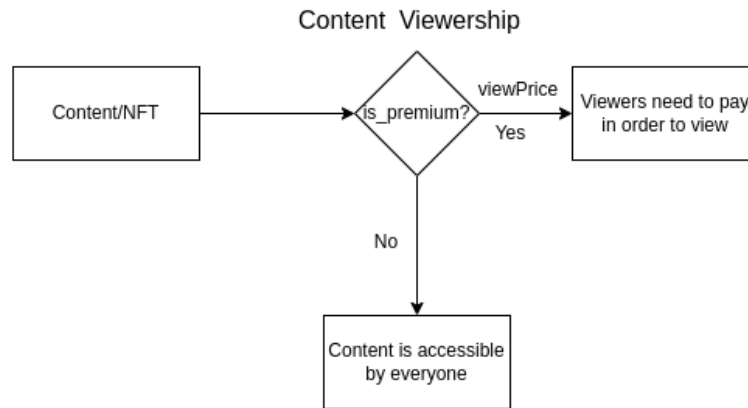 Content Viewership
Content/NFT
is_premium?
viewPrice
Yes
Viewers need to pay
in order to view
No
Content is accessible
by everyone